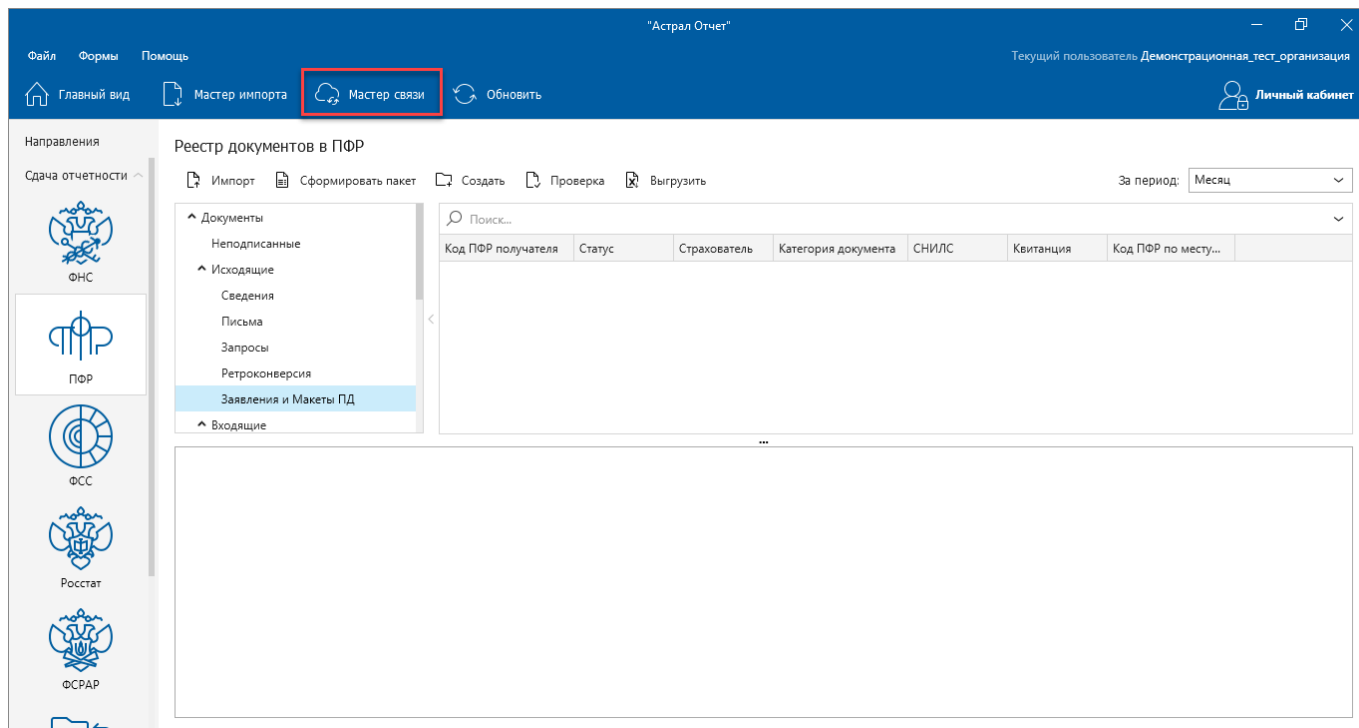 "Астрал Отчет"
Файл Формы Помощь
Текущий пользователь Демонстрационная_тест_организация
Главный вид Мастер импорта Мастер связи Обновить
Личный кабинет
Направления
Сдача отчетности
ФНС
ПФР
ФСС
Росстат
ФСРАР
Реестр документов в ПФР
Импорт Сформировать пакет Создать Проверка Выгрузить
За период: Месяц
Документы
Неподписанные
Исходящие
Сведения
Письма
Запросы
Ретроконверсия
Заявления и Макеты ПД
Входящие
Поиск...
Код ПФР получателя Статус Страхователь Категория документа СНИЛС Квитанция Код ПФР по месту...
...